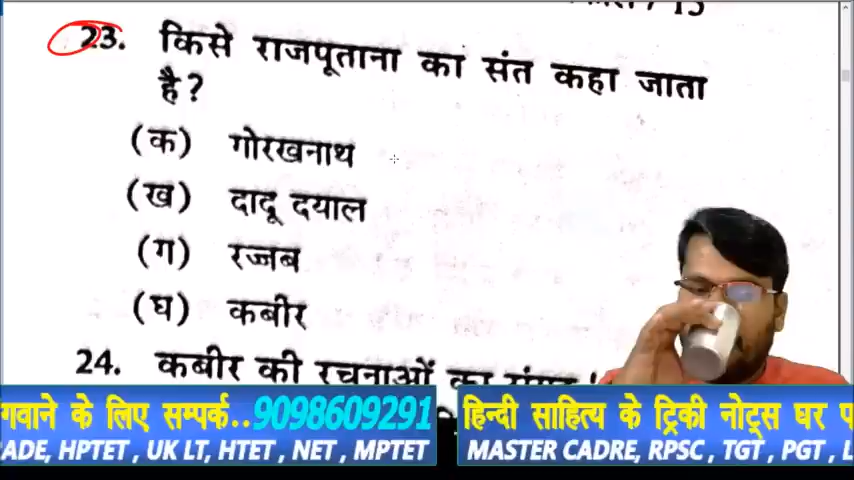 23. किसे राजपूताना का संत कहा जाता
है?
(क) गोरखनाथ
(ख) दादू दयाल
(ग) रज्जब
(घ) कबीर
24. कबीर की रचनाओं का
गवाने के लिए सम्पर्क..9098609291
हिन्दी साहित्य के ट्रिकी नोट्स घर
ADE, HPTET , UK LT, HTET , NET , MPTET
MASTER CADRE, RPSC , TGT , PGT , L